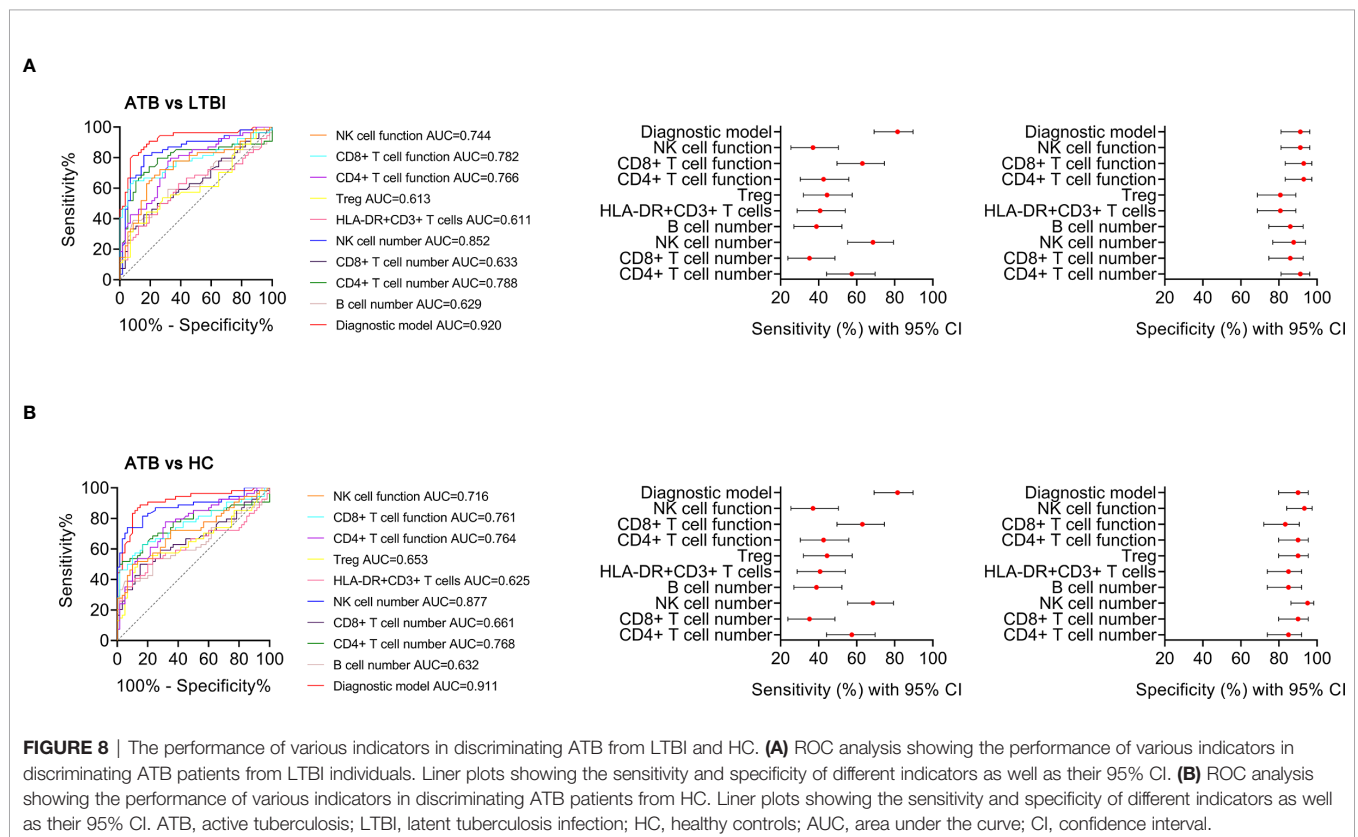 A
ATB vs LTBI
100
80
60
40
20
0
Sensitivity%
0 20 40 60 80 100
100% - Specificity%
NK cell function AUC=0.744
CD8+ T cell function AUC=0.782
CD4+ T cell function AUC=0.766
Treg AUC=0.613
HLA-DR+CD3+ T cells AUC=0.611
NK cell number AUC=0.852
CD8+ T cell number AUC=0.633
CD4+ T cell number AUC=0.788
B cell number AUC=0.629
Diagnostic model AUC=0.920
Diagnostic model
NK cell function
CD8+ T cell function
CD4+ T cell function
Treg
HLA-DR+CD3+ T cells
B cell number
NK cell number
CD8+ T cell number
CD4+ T cell number
20 40 60 80 100
Sensitivity (%) with 95% CI
Diagnostic model
NK cell function
CD8+ T cell function
CD4+ T cell function
Treg
HLA-DR+CD3+ T cells
B cell number
NK cell number
CD8+ T cell number
CD4+ T cell number
20 40 60 80 100
Specificity (%) with 95% CI
B
ATB vs HC
100
80
60
40
20
0
Sensitivity%
0 20 40 60 80 100
100% - Specificity%
NK cell function AUC=0.716
CD8+ T cell function AUC=0.761
CD4+ T cell function AUC=0.764
Treg AUC=0.653
HLA-DR+CD3+ T cells AUC=0.625
NK cell number AUC=0.877
CD8+ T cell number AUC=0.661
CD4+ T cell number AUC=0.768
B cell number AUC=0.632
Diagnostic model AUC=0.911
Diagnostic model
NK cell function
CD8+ T cell function
CD4+ T cell function
Treg
HLA-DR+CD3+ T cells
B cell number
NK cell number
CD8+ T cell number
CD4+ T cell number
20 40 60 80 100
Sensitivity (%) with 95% CI
Diagnostic model
NK cell function
CD8+ T cell function
CD4+ T cell function
Treg
HLA-DR+CD3+ T cells
B cell number
NK cell number
CD8+ T cell number
CD4+ T cell number
20 40 60 80 100
Specificity (%) with 95% CI
FIGURE 8 | The performance of various indicators in discriminating ATB from LTBI and HC. (A) ROC analysis showing the performance of various indicators in
discriminating ATB patients from LTBI individuals. Liner plots showing the sensitivity and specificity of different indicators as well as their 95% CI. (B) ROC analysis
showing the performance of various indicators in discriminating ATB patients from HC. Liner plots showing the sensitivity and specificity of different indicators as well
as their 95% CI. ATB, active tuberculosis; LTBI, latent tuberculosis infection; HC, healthy controls; AUC, area under the curve; CI, confidence interval.